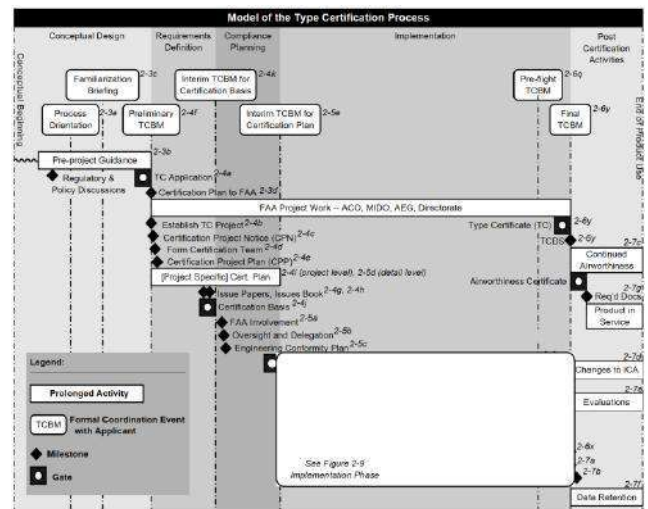 Model of the Type Certification Process
Conceptual Design
Requirements
Definition
Compliance
Planning
Implementation
Post
Certification
Activities
Conceptual Beginning
End of Product Use
Familiarization
Briefing
2-3c
Interim TCBM for
Certification Basis
2-4k
Pre-flight
TCBM
2-6q
Process
Orientation
2-3a
Preliminary
TCBM
2-4f
Interim TCBM for
Certification Plan
2-5e
Final
TCBM
2-6y
Pre-project Guidance
2-3b
Regulatory &
Policy Discussions
TC Application 2-4a
Certification Plan to FAA 2-3d
FAA Project Work -- ACO, MIDO, AEG, Directorate
Establish TC Project 2-4b
Certification Project Notice (CPN) 2-4c
Form Certification Team 2-4d
Certification Project Plan (CPP) 2-4e
[Project Specific] Cert. Plan
2-4i (project level), 2-5d (detail level)
Issue Papers, Issues Book 2-4g, 2-4h
Certification Basis 2-4j
FAA Involvement 2-5a
Oversight and Delegation 2-5b
Engineering Conformity Plan 2-5c
Type Certificate (TC)
2-6y
TCDS
2-6y
2-7c
Continued
Airworthiness
Airworthiness Certificate
2-7g
Req'd Docs
Product in
Service
2-7d
Changes to ICA
2-7e
Evaluations
See Figure 2-9
Implementation Phase
2-6x
2-7a
2-7b
2-7f
Data Retention
Legend:
Prolonged Activity
TCBM
Formal Coordination Event
with Applicant
Milestone
Gate